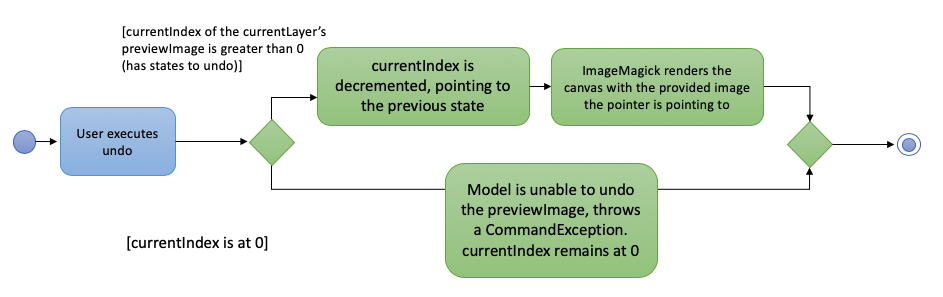 [currentIndex of the currentLayer's
previewImage is greater than 0
(has states to undo)]
currentIndex is
decremented, pointing to
the previous state
ImageMagick renders the
canvas with the provided image
the pointer is pointing to
User executes
undo
Model is unable to undo
the previewImage, throws
a CommandException.
currentIndex remains at 0
[currentIndex is at 0]